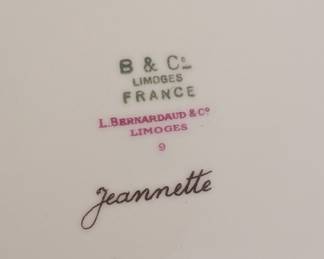 B & Co
LIMOGES
FRANCE
L. BERNARDAUD & Co
LIMOGES
9
Jeannette